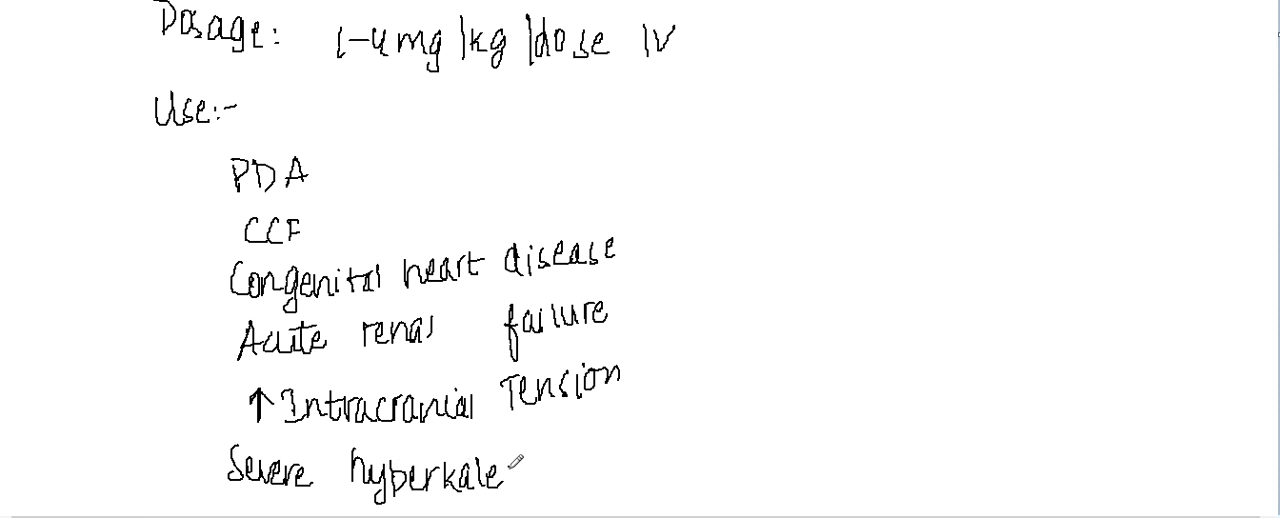 Dosage: 1-4mg/kg/dose IV
Use:-
PDA
CCF
Congenital heart disease
Acute renal failure
↑ Intracranial Tension
Severe hyperkale